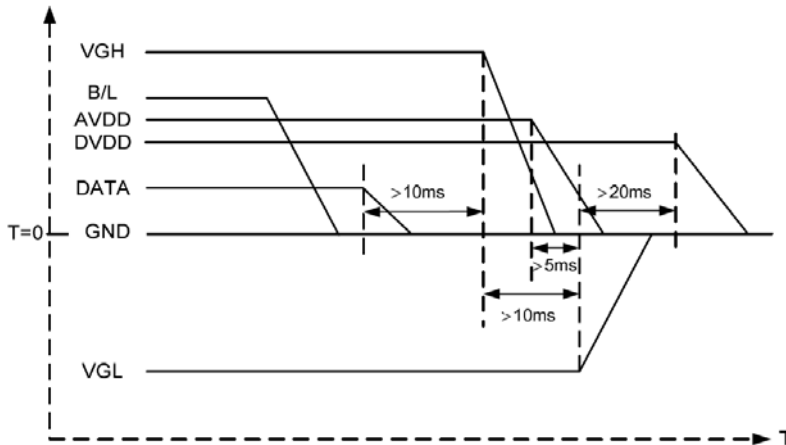 VGH
B/L
AVDD
DVDD
DATA
>10ms
>20ms
T=0
GND
>5ms
>10ms
VGL
T